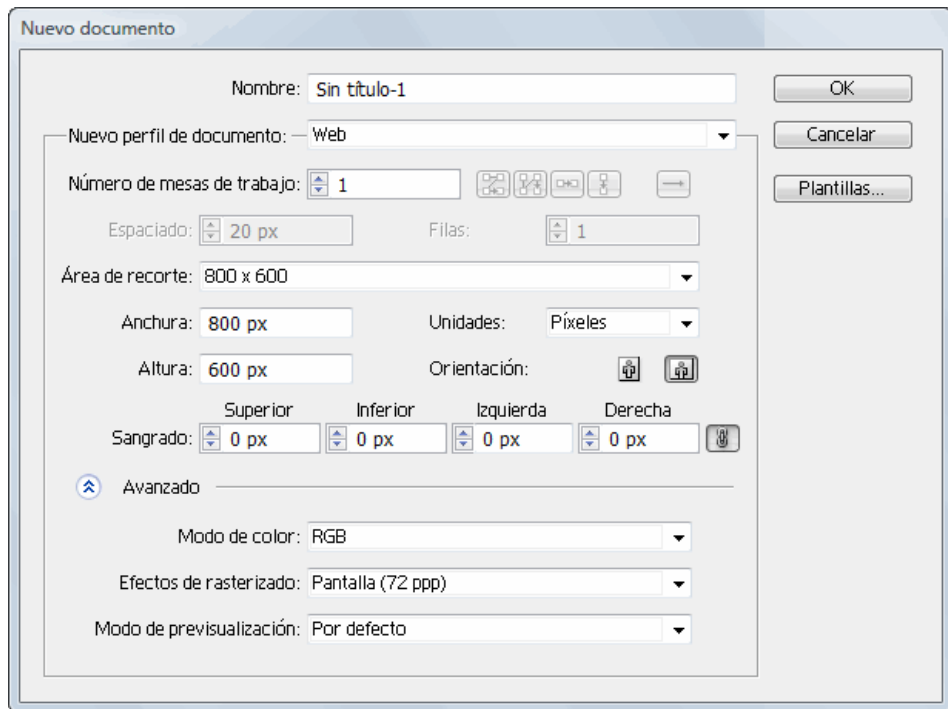 Nuevo documento
Nombre: Sin título-1
OK
Nuevo perfil de documento: Web
Cancelar
Número de mesas de trabajo: 1
Plantillas...
Espaciado: 20 px Filas: 1
Área de recorte: 800 x 600
Anchura: 800 px Unidades: Píxeles
Altura: 600 px Orientación:
Superior Inferior Izquierda Derecha
Sangrado: 0 px 0 px 0 px 0 px
Avanzado
Modo de color: RGB
Efectos de rasterizado: Pantalla (72 ppp)
Modo de previsualización: Por defecto